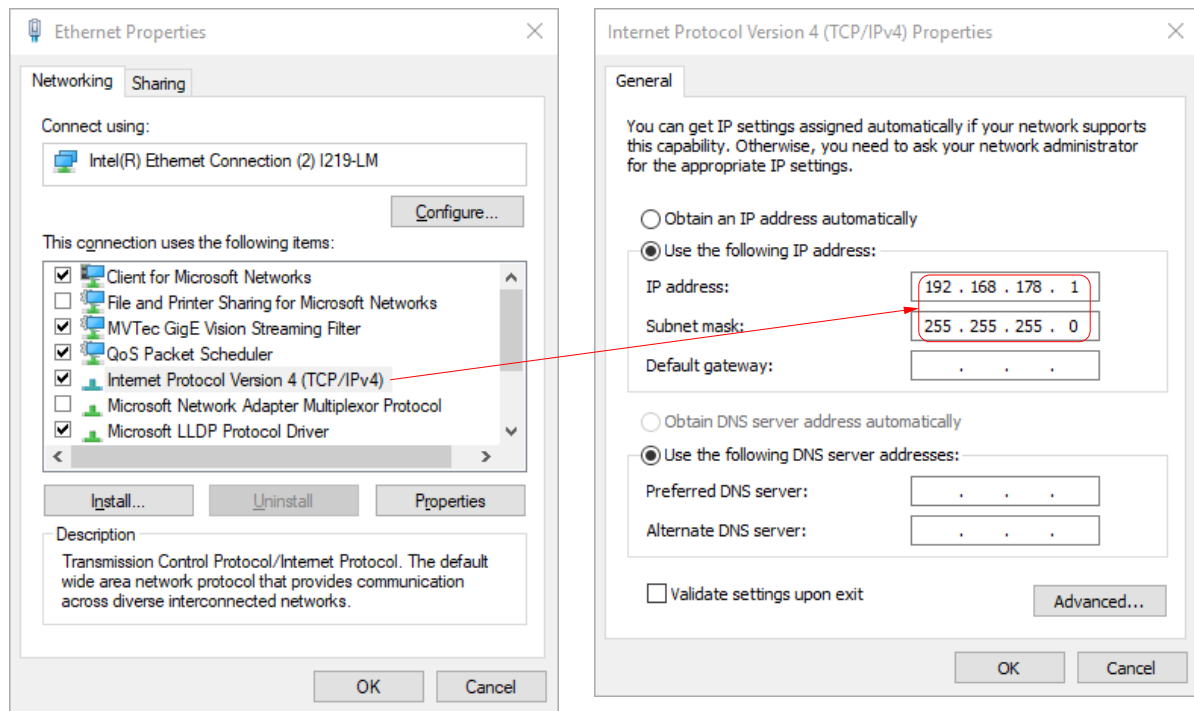 Ethernet Properties
Networking
Sharing
Connect using:
Intel(R) Ethernet Connection (2) I219-LM
Configure...
This connection uses the following items:
Client for Microsoft Networks
File and Printer Sharing for Microsoft Networks
MVTec GigE Vision Streaming Filter
QoS Packet Scheduler
Internet Protocol Version 4 (TCP/IPv4)
Microsoft Network Adapter Multiplexor Protocol
Microsoft LLDP Protocol Driver
Install...
Uninstall
Properties
Description
Transmission Control Protocol/Internet Protocol. The default
wide area network protocol that provides communication
across diverse interconnected networks.
OK
Cancel
Internet Protocol Version 4 (TCP/IPv4) Properties
General
You can get IP settings assigned automatically if your network supports
this capability. Otherwise, you need to ask your network administrator
for the appropriate IP settings.
Obtain an IP address automatically
Use the following IP address:
IP address: 192 . 168 . 178 . 1
Subnet mask: 255 . 255 . 255 . 0
Default gateway: . . .
Obtain DNS server address automatically
Use the following DNS server addresses:
Preferred DNS server: . . .
Alternate DNS server: . . .
Validate settings upon exit
Advanced...
OK
Cancel